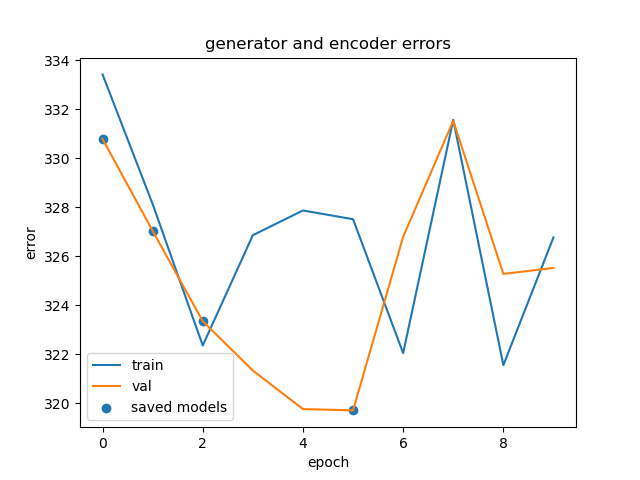 generator and encoder errors
334
332
330
328
326
324
322
320
error
train
val
saved models
0
2
4
6
8
epoch